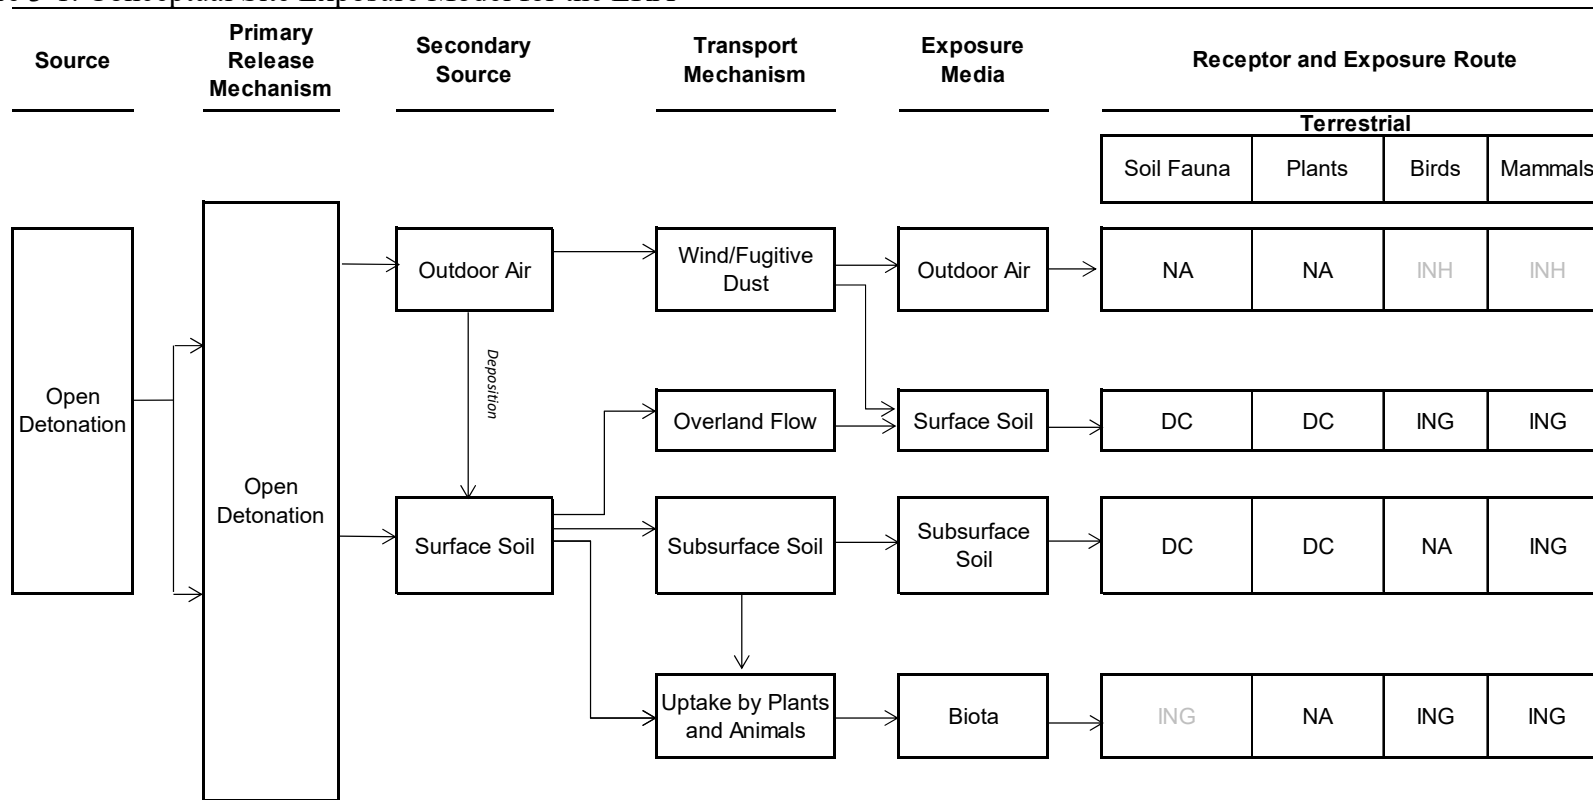 Source
Primary
Release
Mechanism
Secondary
Source
Transport
Mechanism
Exposure
Media
Receptor and Exposure Route
Terrestrial
Soil Fauna
Plants
Birds
Mammals
Open
Detonation
Open
Detonation
Outdoor Air
Deposition
Surface Soil
Wind/Fugitive
Dust
Outdoor Air
NA
NA
INH
INH
Overland Flow
Surface Soil
DC
DC
ING
ING
Subsurface Soil
Subsurface
Soil
DC
DC
NA
ING
Uptake by Plants
and Animals
Biota
ING
NA
ING
ING